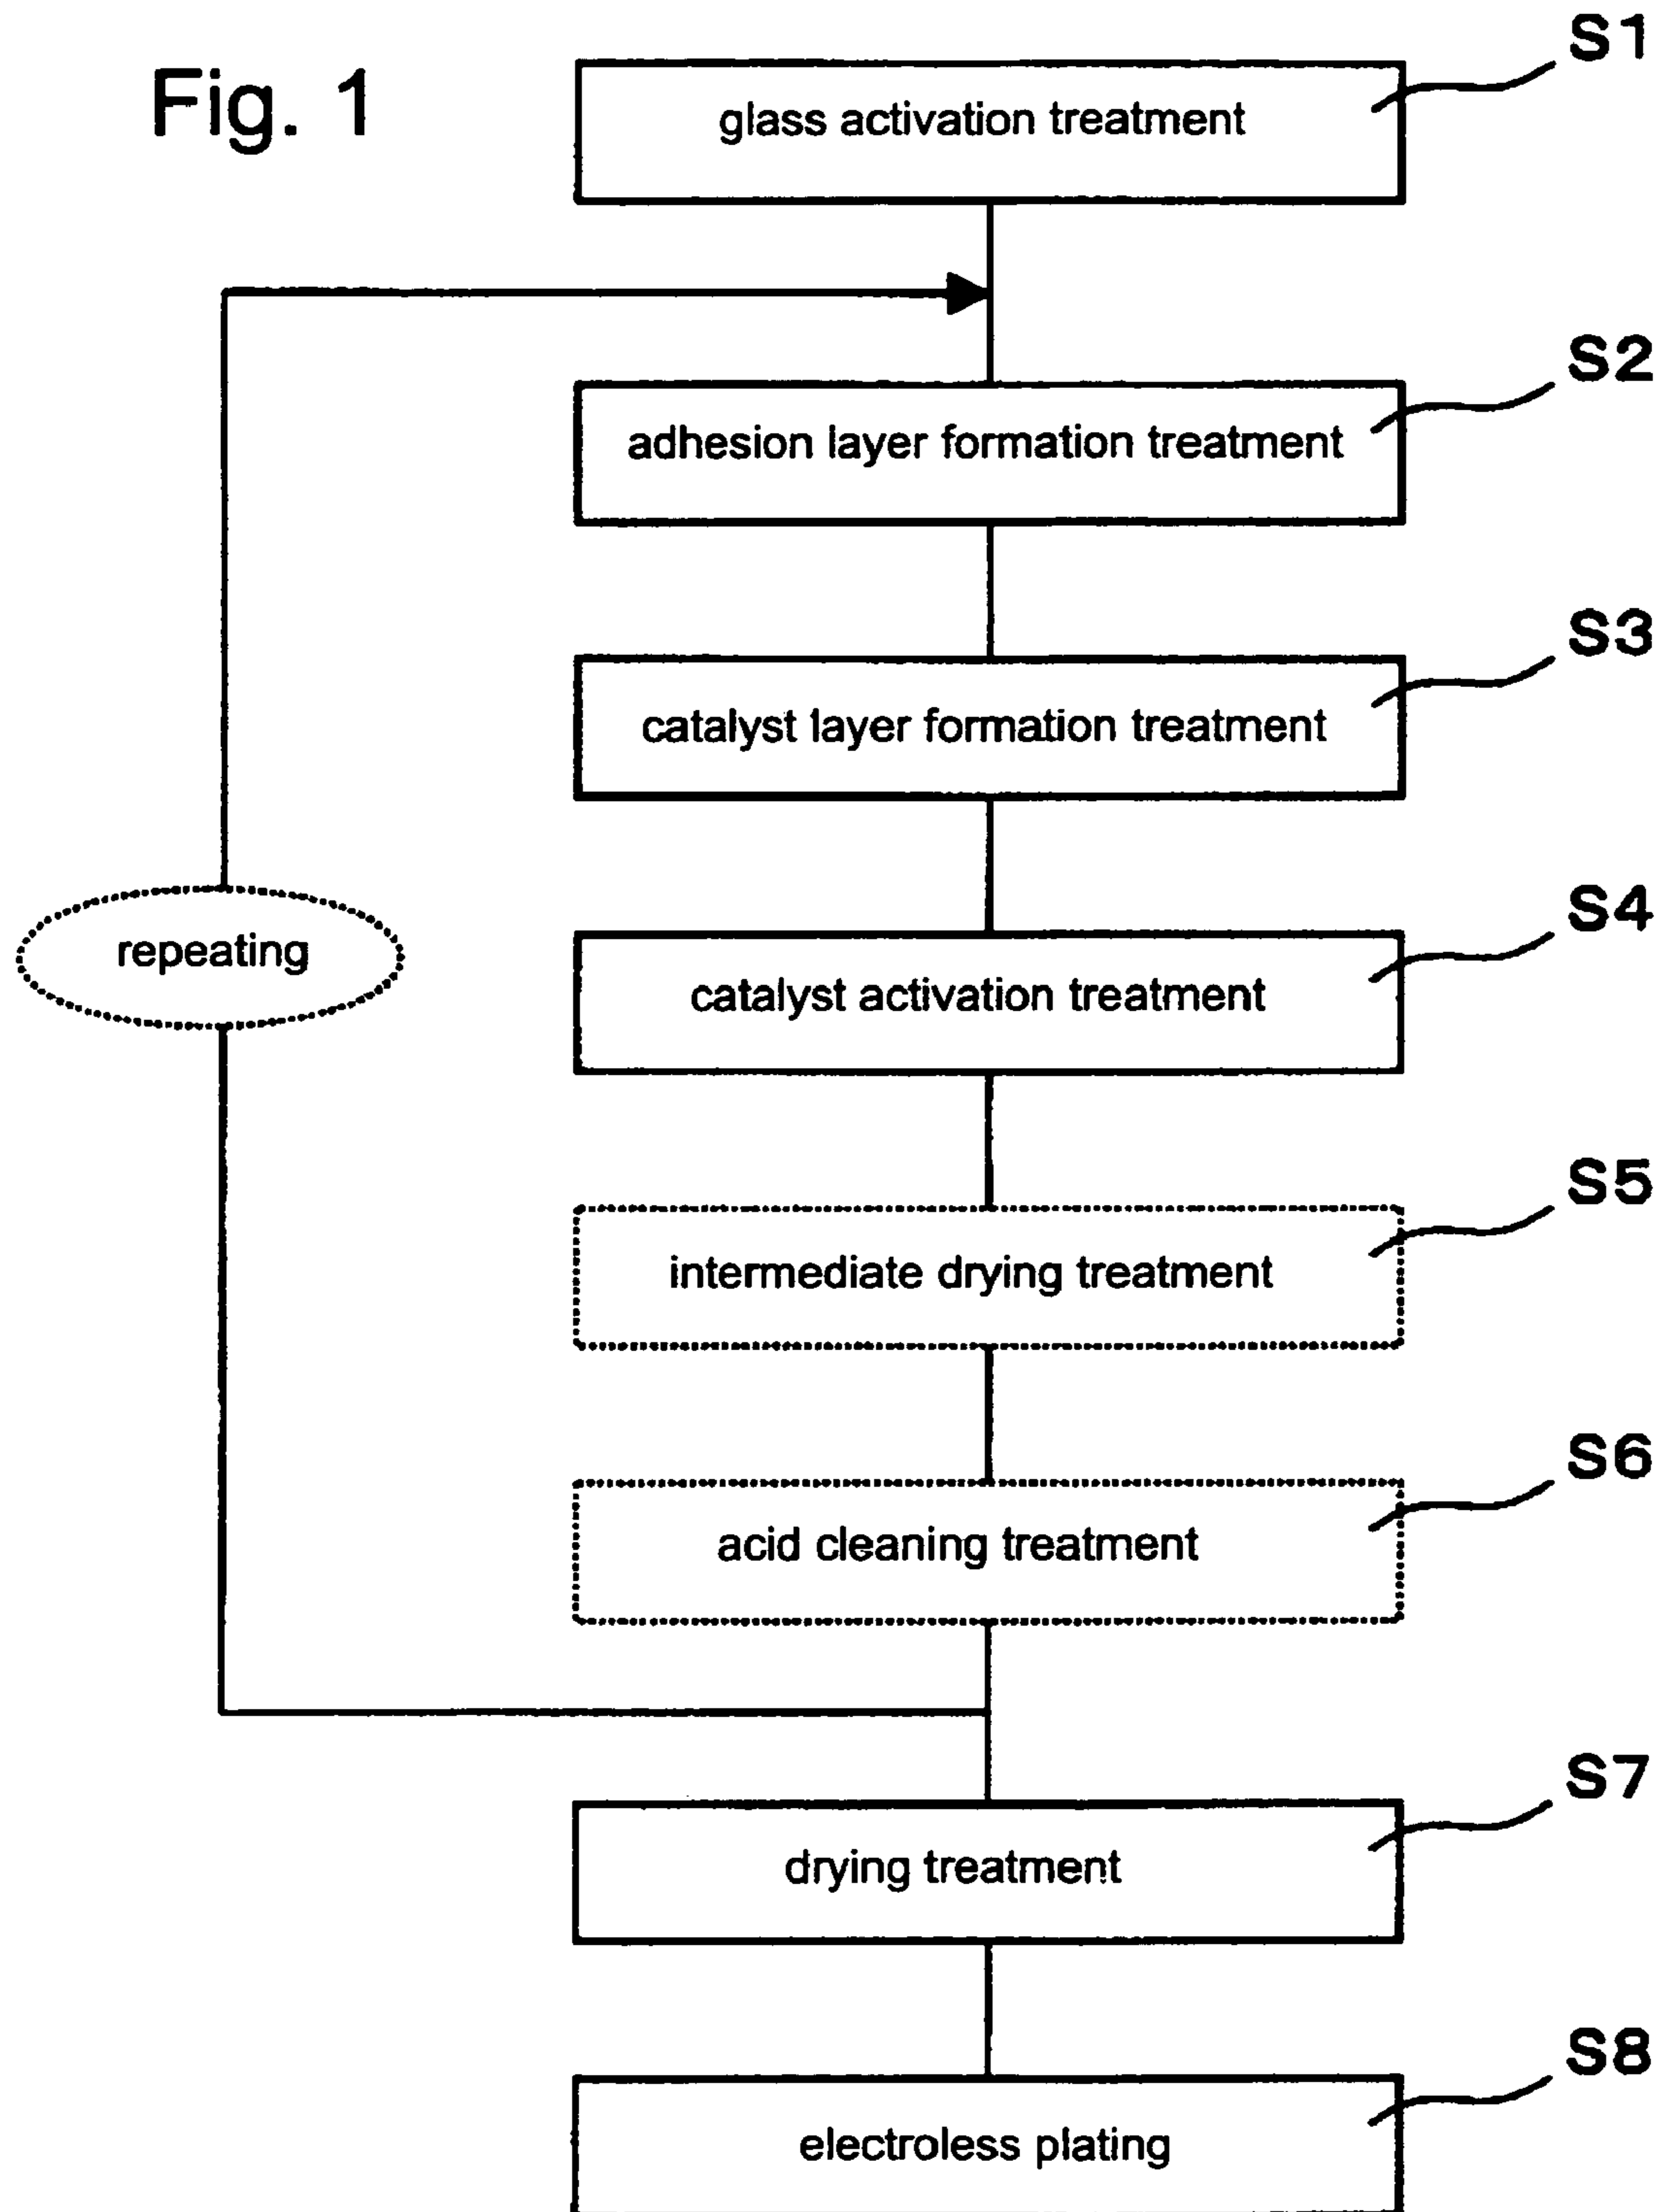 Fig. 1
S1
glass activation treatment
S2
adhesion layer formation treatment
S3
catalyst layer formation treatment
S4
repeating
catalyst activation treatment
S5
intermediate drying treatment
S6
acid cleaning treatment
S7
drying treatment
S8
electroless plating